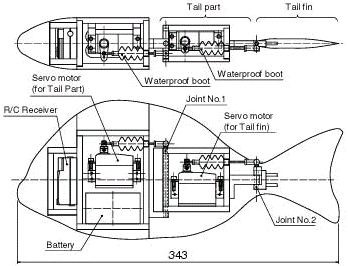 Tail part
Tail fin
Waterproof boot
Waterproof boot
Servo motor
(for Tail Part)
Joint No.1
Servo motor
(for Tail fin)
R/C Receiver
Joint No.2
Battery
343